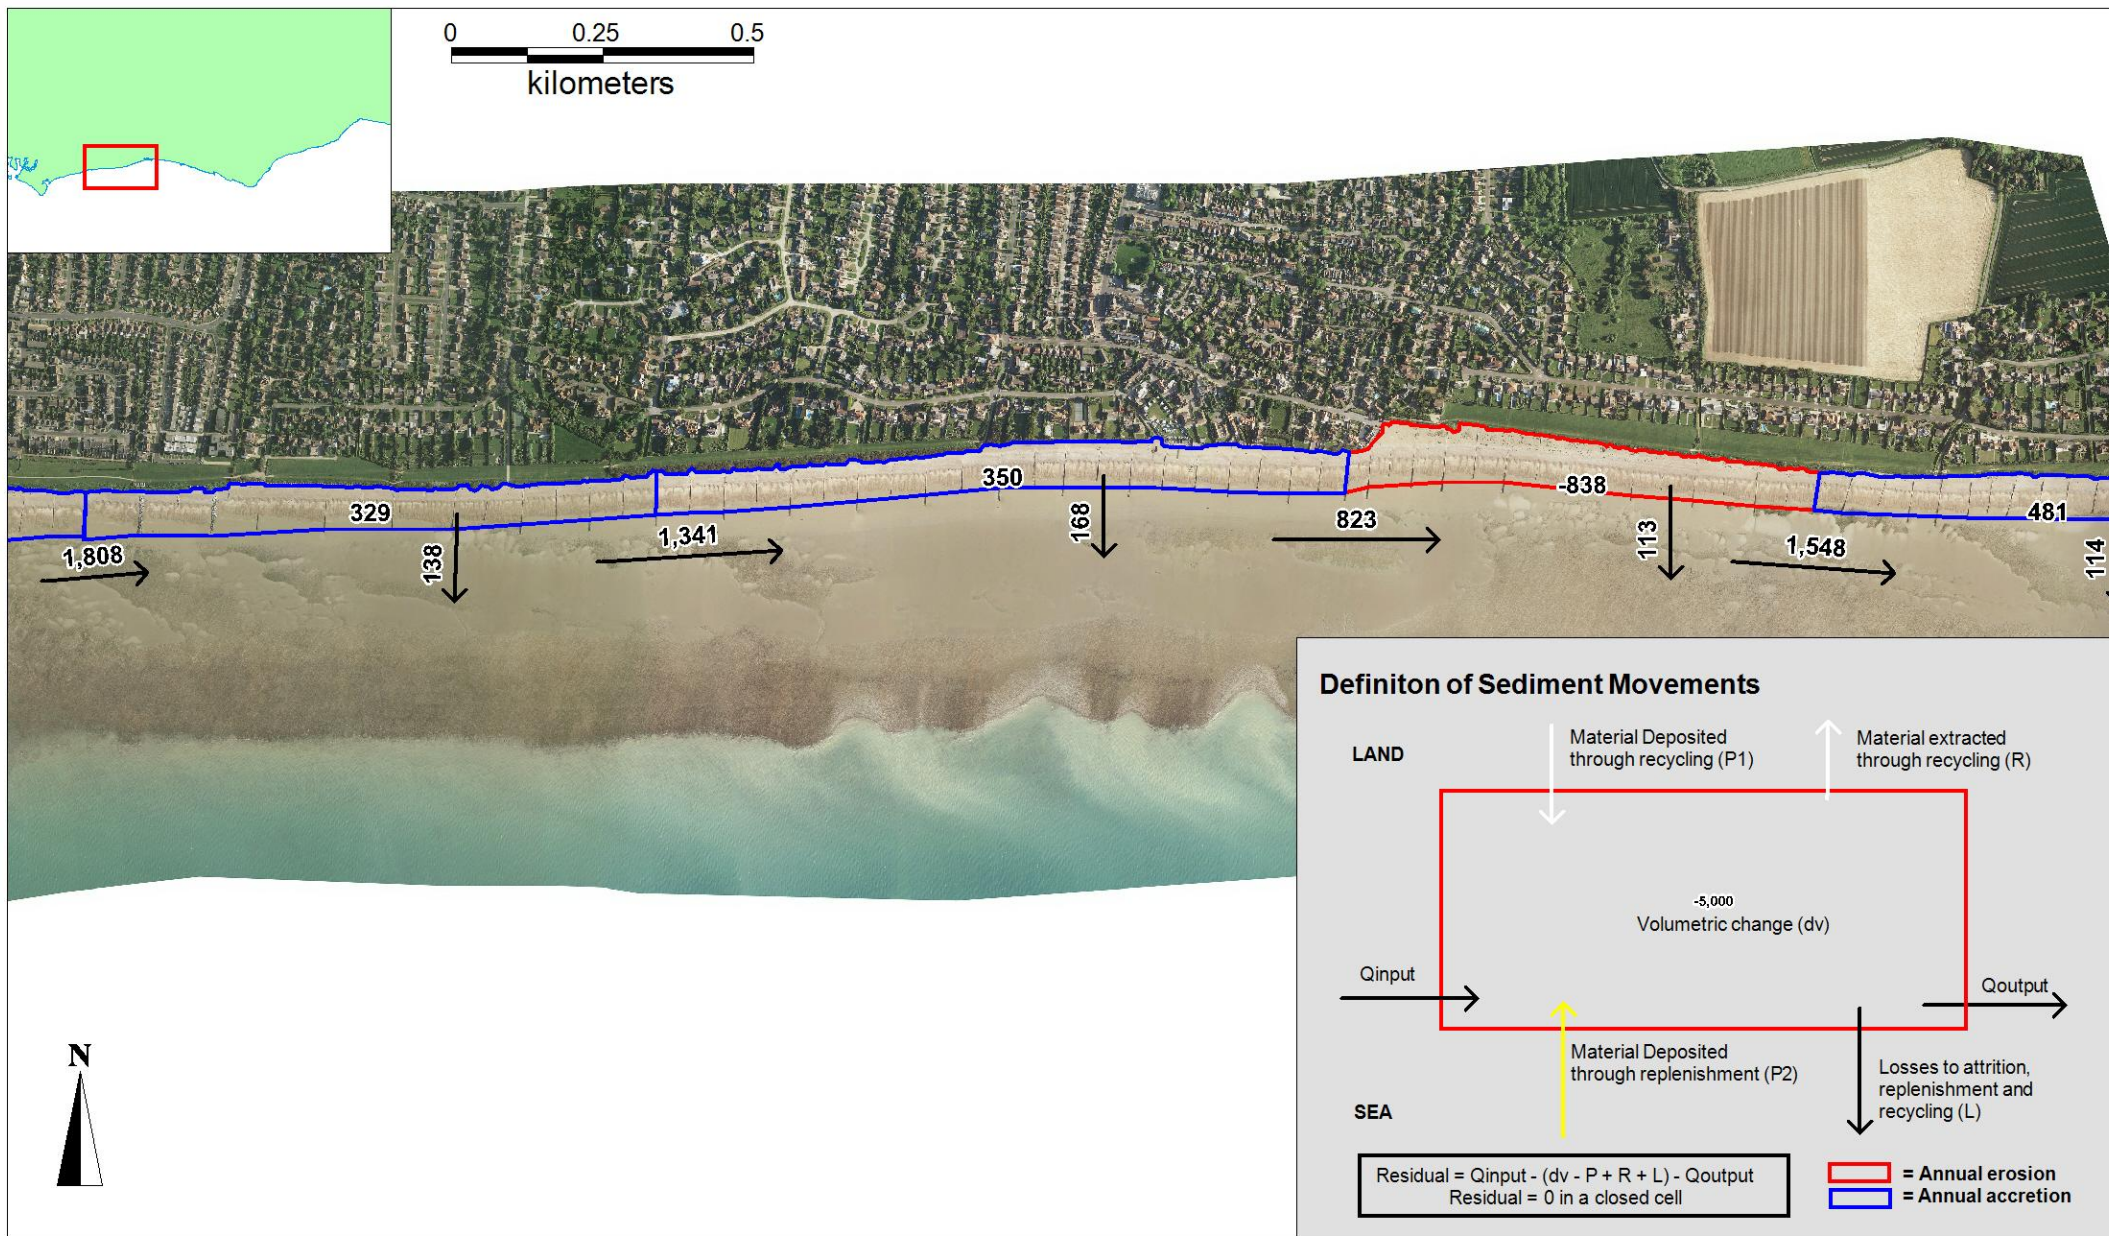 0 0.25 0.5
kilometers
329
350
-838
481
1,808
138
1,341
168
823
113
1,548
114
Definiton of Sediment Movements
LAND
Material Deposited
through recycling (P1)
Material extracted
through recycling (R)
-5,000
Volumetric change (dv)
Qinput
Qoutput
Material Deposited
through replenishment (P2)
Losses to attrition,
replenishment and
recycling (L)
SEA
Residual = Qinput - (dv - P + R + L) - Qoutput
Residual = 0 in a closed cell
= Annual erosion
= Annual accretion
N